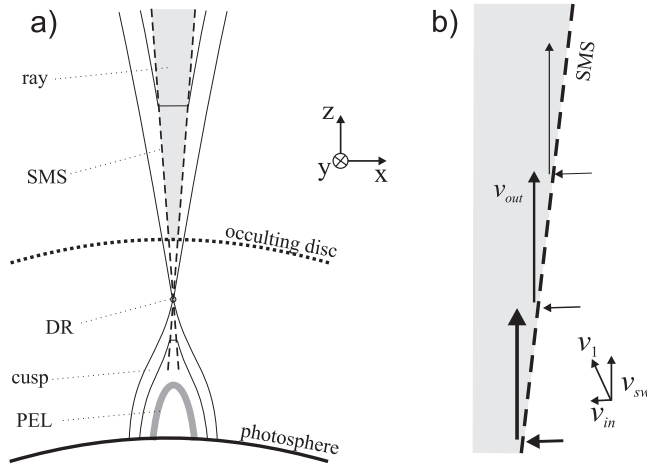 a)
ray
SMS
z
y
x
occulting disc
DR
cusp
PEL
photosphere
b)
SMS
v_out
v_1
v_sw
v_in